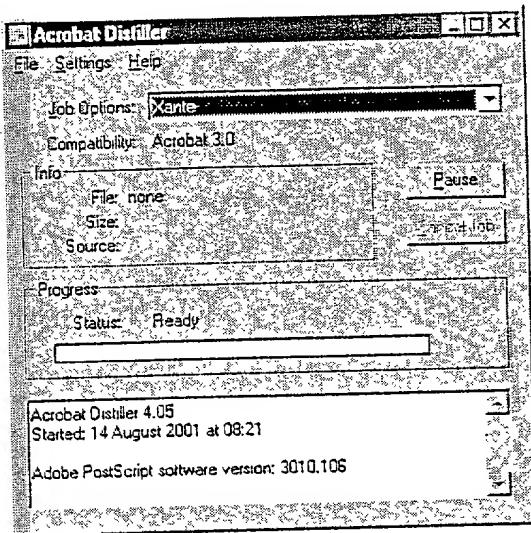 Acrobat Distiller
File Settings Help
Job Options: Xante
Compatibility: Acrobat 3.0
Info
File: none
Size:
Source:
Pause
Cancel Job
Progress
Status: Ready
Acrobat Distiller 4.05
Started: 14 August 2001 at 08:21
Adobe PostScript software version: 3010.106